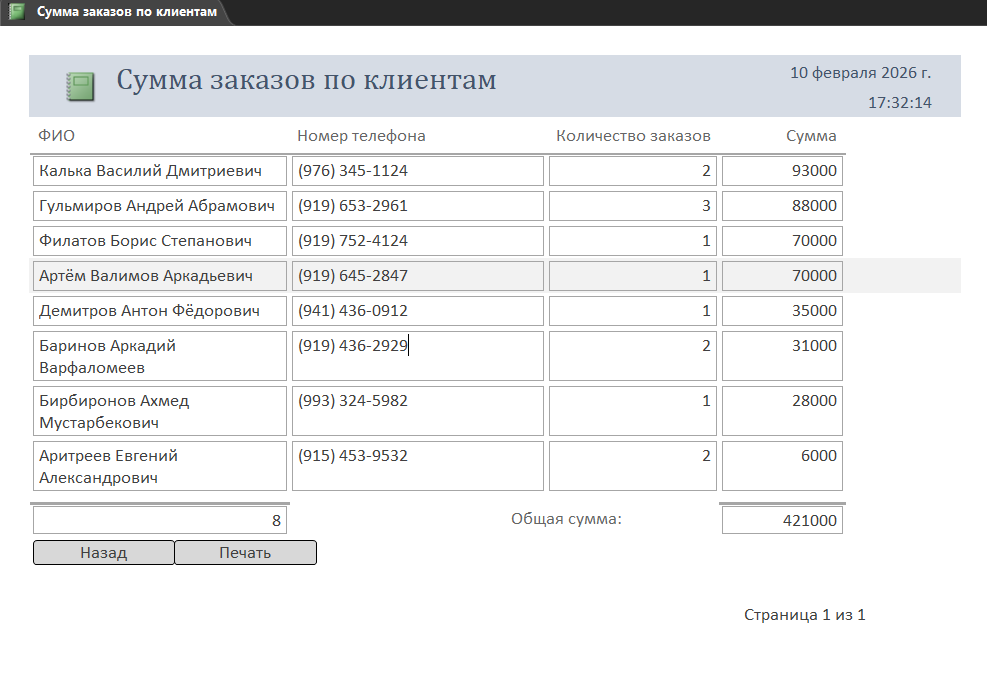 Сумма заказов по клиентам
Сумма заказов по клиентам
10 февраля 2026 г.
17:32:14
ФИО Номер телефона Количество заказов Сумма
Калька Василий Дмитриевич (976) 345-1124 2 93000
Гульмиров Андрей Абрамович (919) 653-2961 3 88000
Филатов Борис Степанович (919) 752-4124 1 70000
Артём Валимов Аркадьевич (919) 645-2847 1 70000
Демитров Антон Фёдорович (941) 436-0912 1 35000
Баринов Аркадий (919) 436-2929 2 31000
Варфаломеев
Бирбиронов Ахмед (993) 324-5982 1 28000
Мустарбекович
Аритреев Евгений (915) 453-9532 2 6000
Александрович
8 Общая сумма: 421000
Назад Печать
Страница 1 из 1